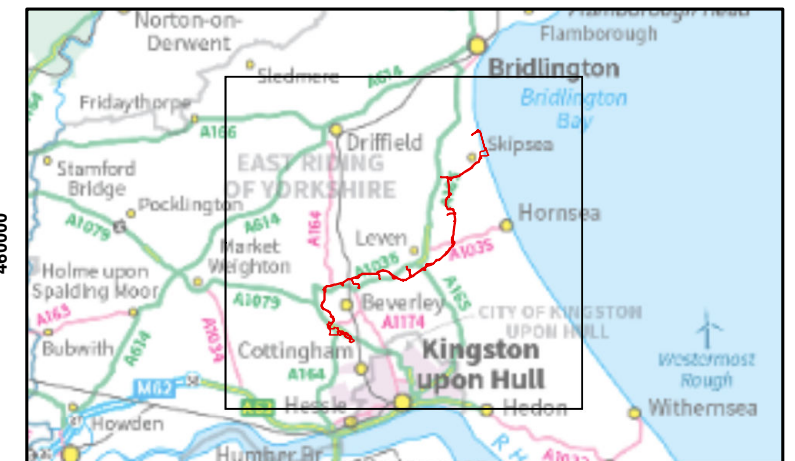 Norton-on-
Derwent
Flamborough Head
Flamborough
Sledmere
A614
Bridlington
Bridlington
Bay
Fridaythorpe
A166
Driffield
Skipsea
Stamford
Bridge
EAST RIDING
OF YORKSHIRE
Pocklington
A1079
A614
A164
Hornsea
Leven
A1035
Market
Weighton
A1035
Holme upon
Spalding Moor
A1079
Beverley
A165
CITY OF KINGSTON
UPON HULL
A163
A614
A1034
A1174
Bubwith
Cottingham
Kingston
upon Hull
Westermost
Rough
A164
M62
Hessle
Hedon
Withernsea
Howden
Humber Br
460000